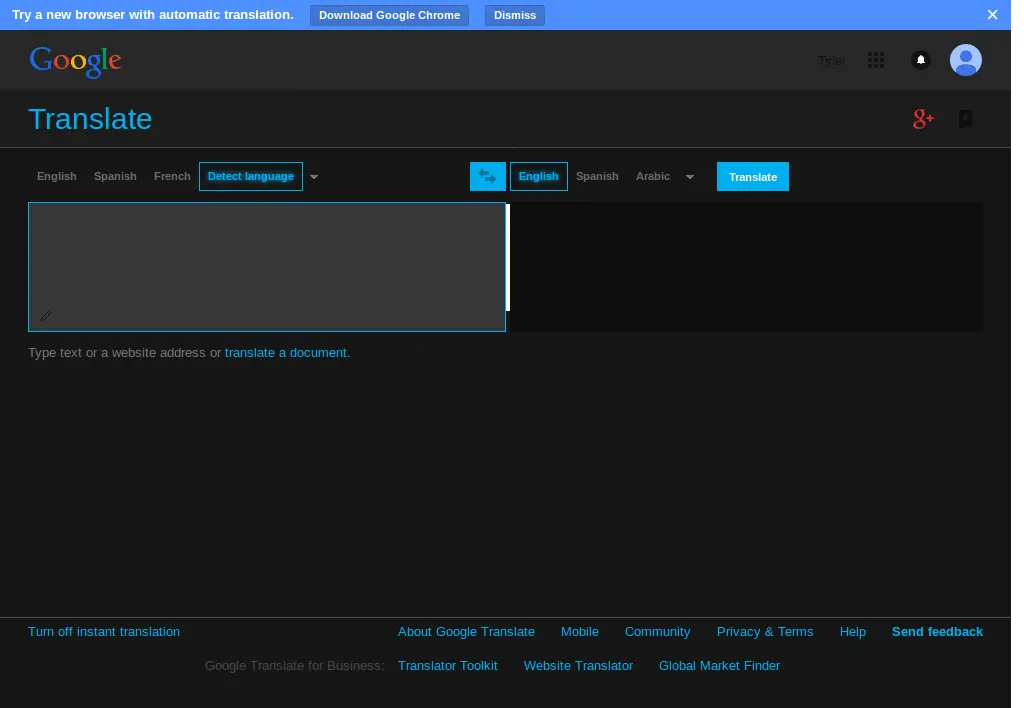 Try a new browser with automatic translation. Download Google Chrome Dismiss
Google Tyler
Translate g+
English Spanish French Detect language English Spanish Arabic Translate
Type text or a website address or translate a document.
Turn off instant translation About Google Translate Mobile Community Privacy & Terms Help Send feedback
Google Translate for Business: Translator Toolkit Website Translator Global Market Finder